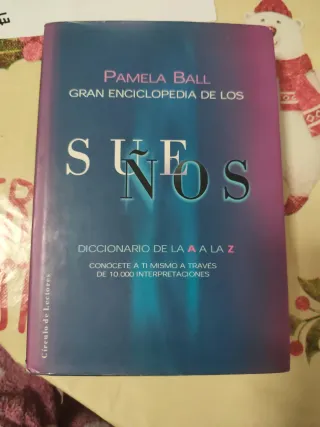 PAMELA BALL
GRAN ENCICLOPEDIA DE LOS
SUEÑOS
DICCIONARIO DE LA A A LA Z
CONOCETE A TI MISMO A TRAVÉS
DE 10.000 INTERPRETACIONES
Círculo de Lectores